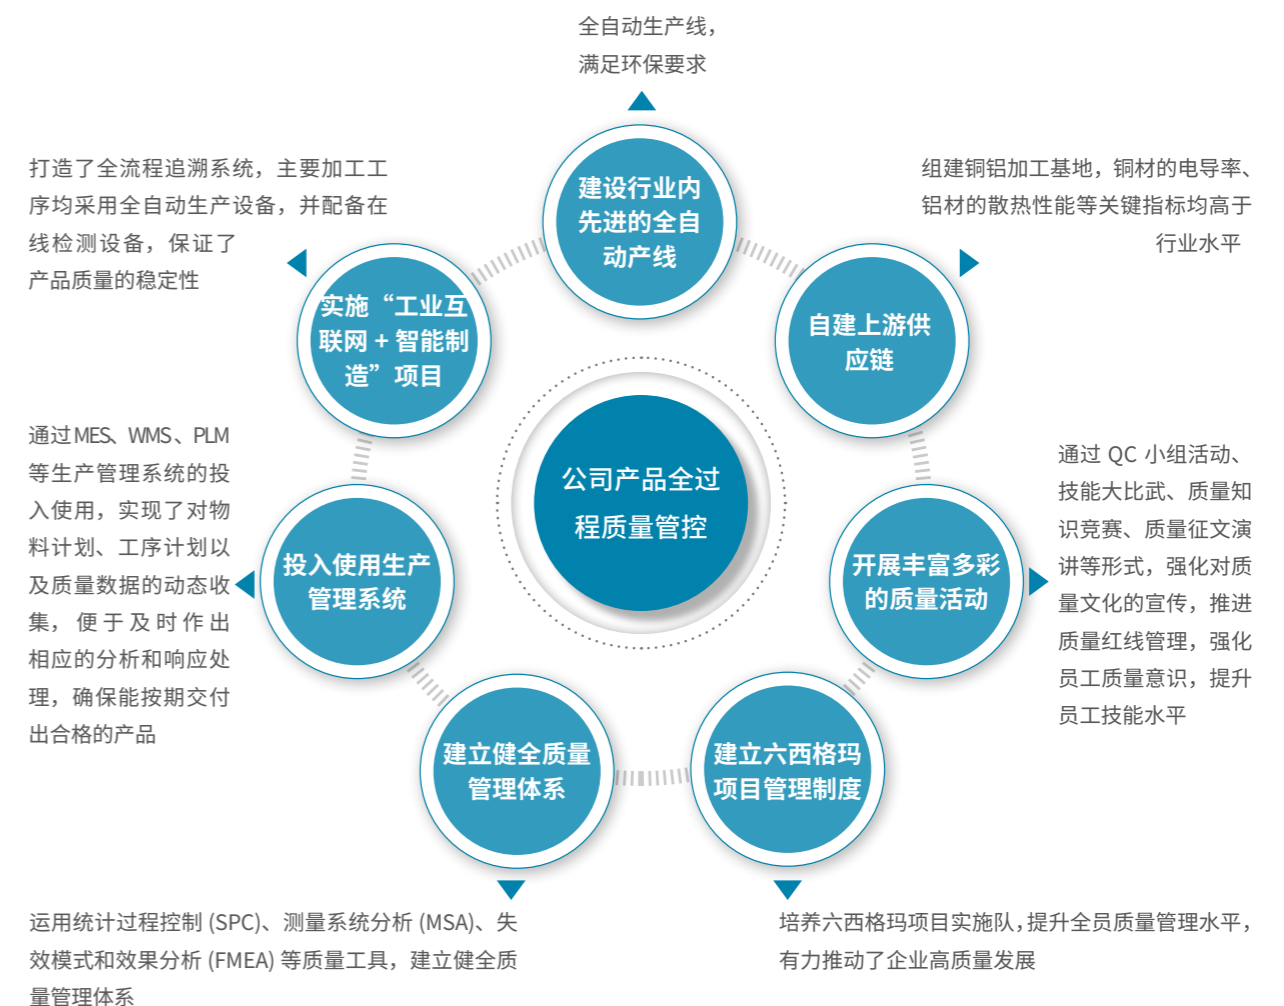 全自动生产线，
满足环保要求
建设行业内
先进的全自
动产线
打造了全流程追溯系统，主要加工工
序均采用全自动生产设备，并配备在
线检测设备，保证了
产品质量的稳定性
实施“工业互
联网 + 智能制
造”项目
组建铜铝加工基地，铜材的电导率、
铝材的散热性能等关键指标均高于
行业水平
自建上游供
应链
公司产品全过
程质量管控
通过MES、WMS、PLM
等生产管理系统的投
入使用，实现了对物
料计划、工序计划以
及质量数据的动态收
集，便于及时作出
相应的分析和响应处
理，确保能按期交付
出合格的产品
投入使用生产
管理系统
通过 QC 小组活动、
技能大比武、质量知
识竞赛、质量征文演
讲等形式，强化对质
量文化的宣传，推进
质量红线管理，强化
员工质量意识，提升
员工技能水平
开展丰富多彩
的质量活动
建立健全质量
管理体系
建立六西格玛
项目管理制度
运用统计过程控制 (SPC)、测量系统分析 (MSA)、失
效模式和效果分析 (FMEA) 等质量工具，建立健全质
量管理体系
培养六西格玛项目实施队，提升全员质量管理水平，
有力推动了企业高质量发展